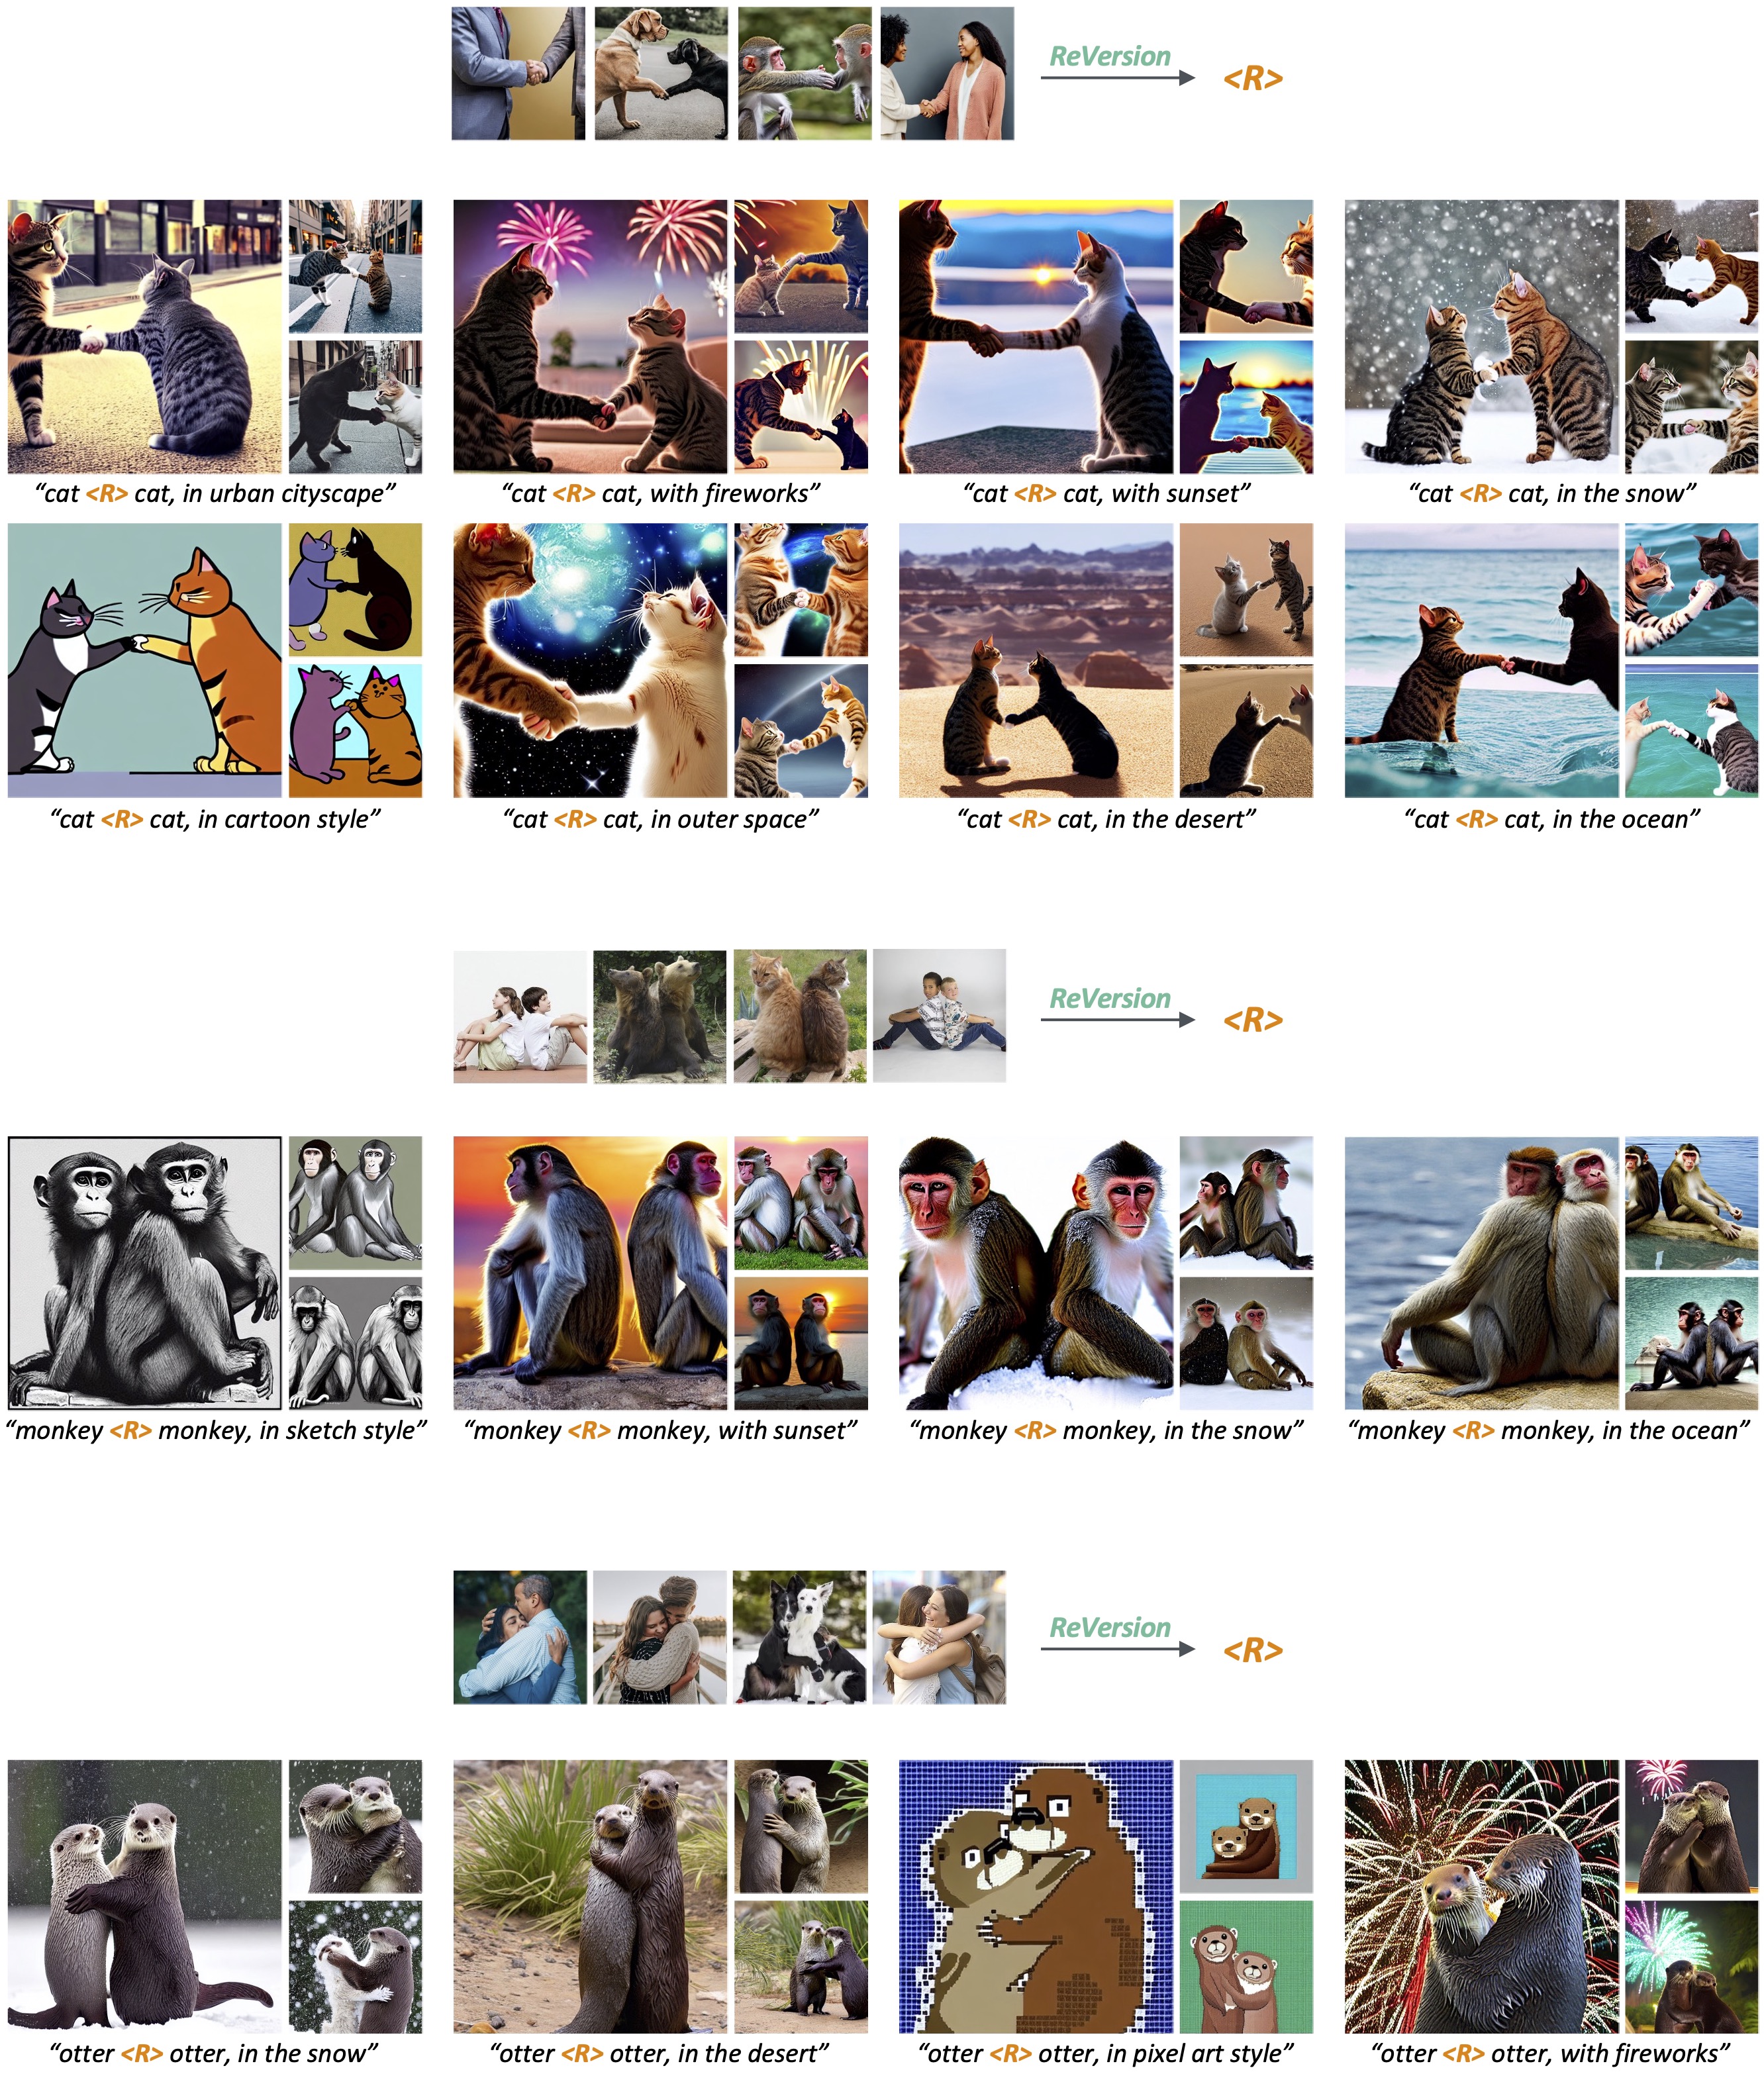 ReVersion
<R>
“cat <R> cat, in urban cityscape”
“cat <R> cat, with fireworks”
“cat <R> cat, with sunset”
“cat <R> cat, in the snow”
“cat <R> cat, in cartoon style”
“cat <R> cat, in outer space”
“cat <R> cat, in the desert”
“cat <R> cat, in the ocean”
ReVersion
<R>
“monkey <R> monkey, in sketch style”
“monkey <R> monkey, with sunset”
“monkey <R> monkey, in the snow”
“monkey <R> monkey, in the ocean”
ReVersion
<R>
“otter <R> otter, in the snow”
“otter <R> otter, in the desert”
“otter <R> otter, in pixel art style”
“otter <R> otter, with fireworks”